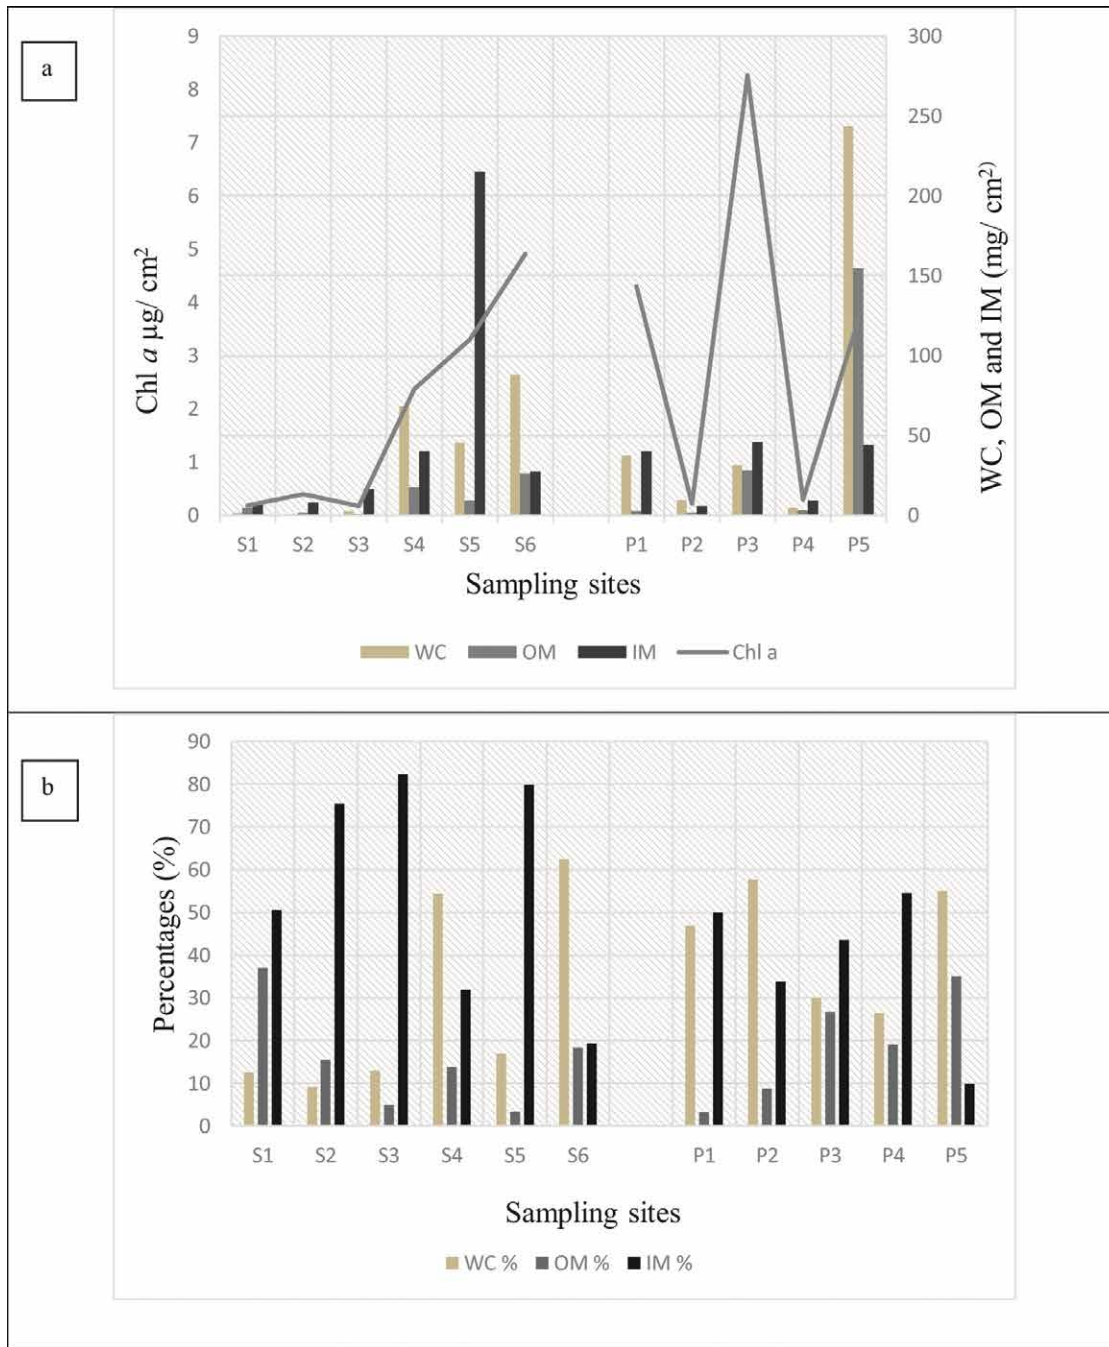 a
9 300
8
7 250
6 200
5
4 150
3 100
2
1 50
0 0
Chl a µg/ cm²
WC, OM and IM (mg/ cm²⁾
S1 S2 S3 S4 S5 S6 P1 P2 P3 P4 P5
Sampling sites
WC OM IM Chl a
b
90
80
70
60
50
40
30
20
10
0
Percentages (%)
S1 S2 S3 S4 S5 S6 P1 P2 P3 P4 P5
Sampling sites
WC % OM % IM %